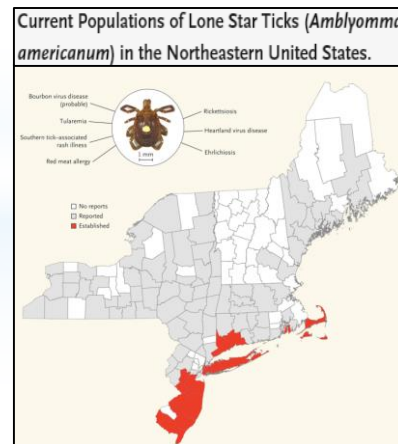 Current Populations of Lone Star Ticks (Amblyomma
americanum) in the Northeastern United States.
Bourbon virus disease
(probable)
Tularemia
Southern tick-associated
rash illness
Red meat allergy
Rickettsiosis
Heartland virus disease
Ehrlichiosis
1 mm
No reports
Reported
Established